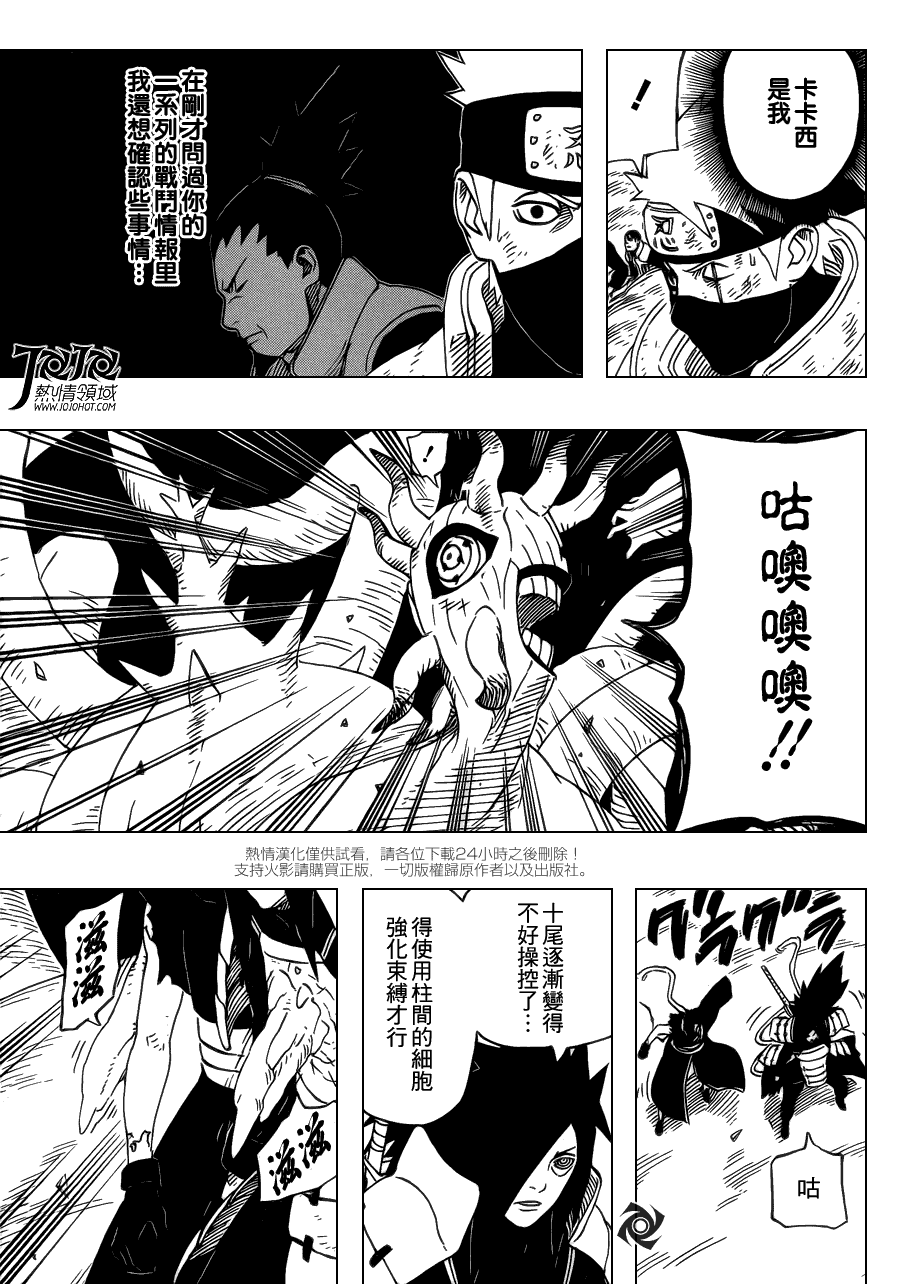 卡卡西
是我
!
在剛才問過你的
一系列的戰鬥情報里
我還想確認些事情…
JOJO
熱情領域
WWW.JOJOHOT.COM
咕噢噢噢!!
!
熱情漢化僅供試看，請各位下載24小時之後刪除！
支持火影請購買正版，一切版權歸原作者以及出版社。
グググ
咕
十尾逐漸變得
不好操控了…
得使用柱間的細胞
強化束縛才行
滋滋
滋滋